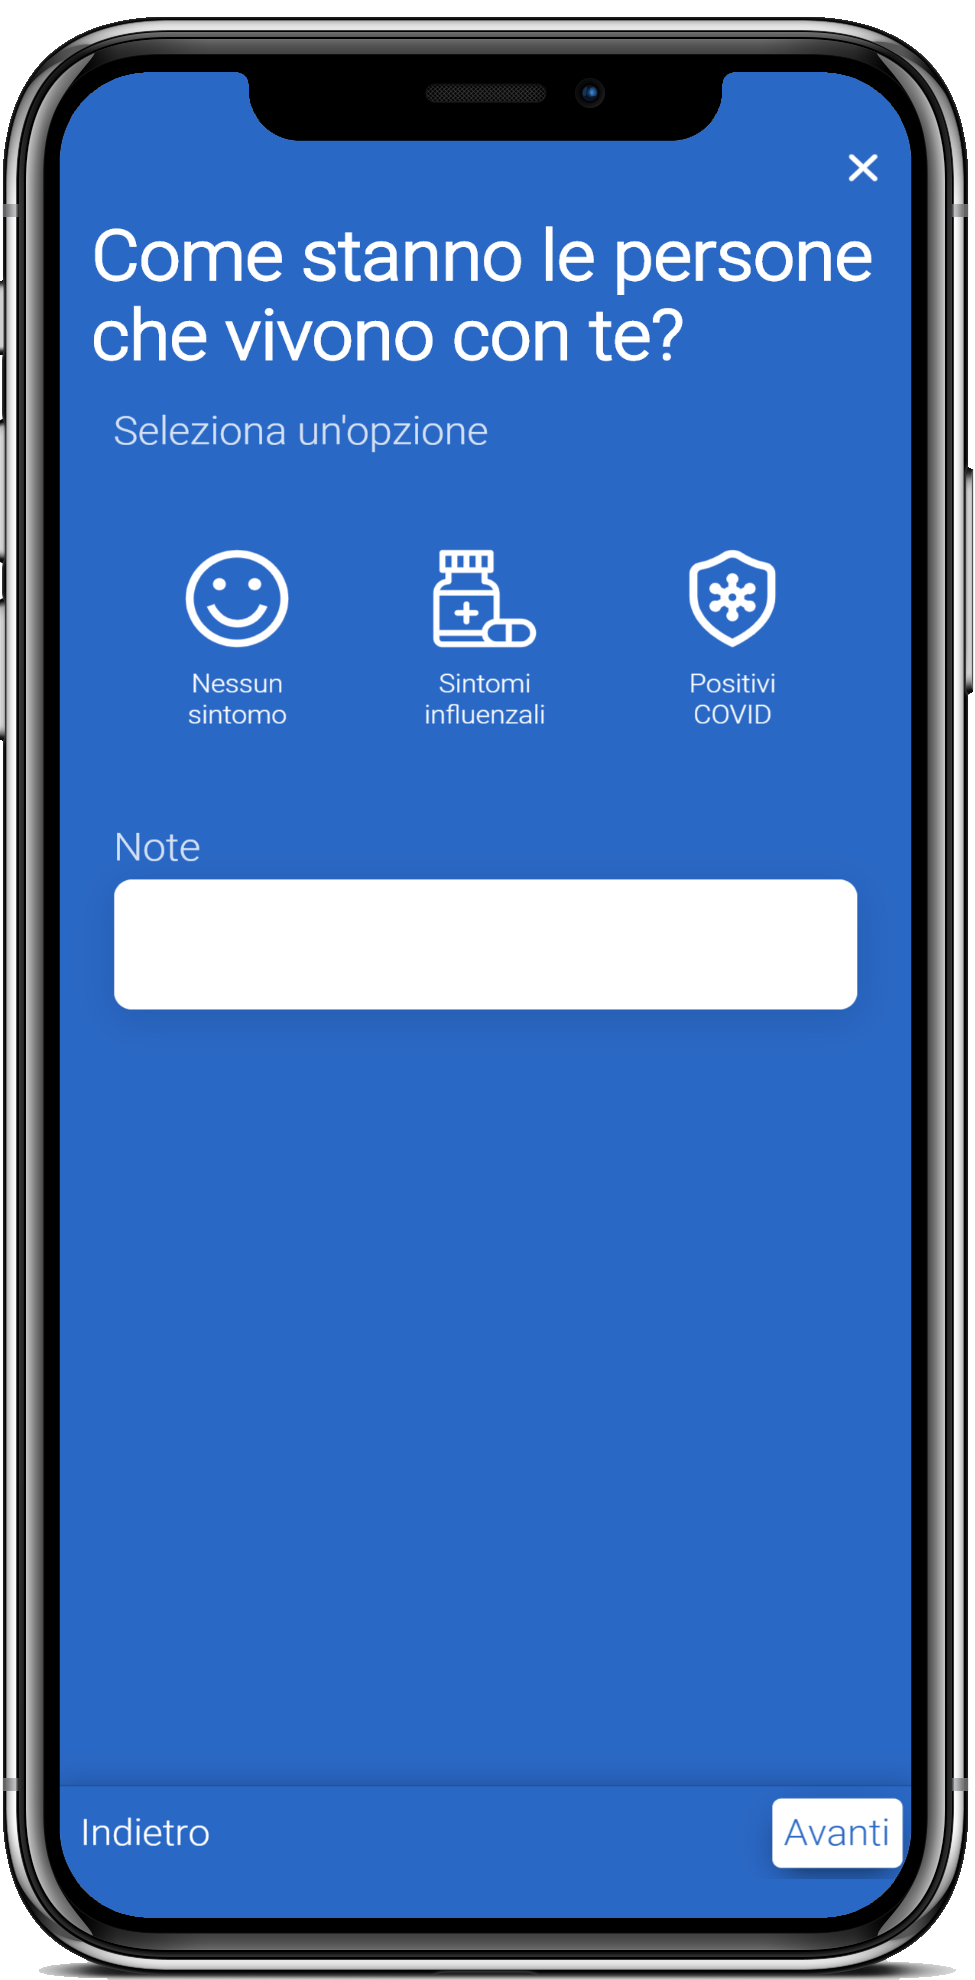 Come stanno le persone
che vivono con te?
Seleziona un'opzione
Nessun
sintomo
Sintomi
influenzali
Positivi
COVID
Note
Indietro
Avanti